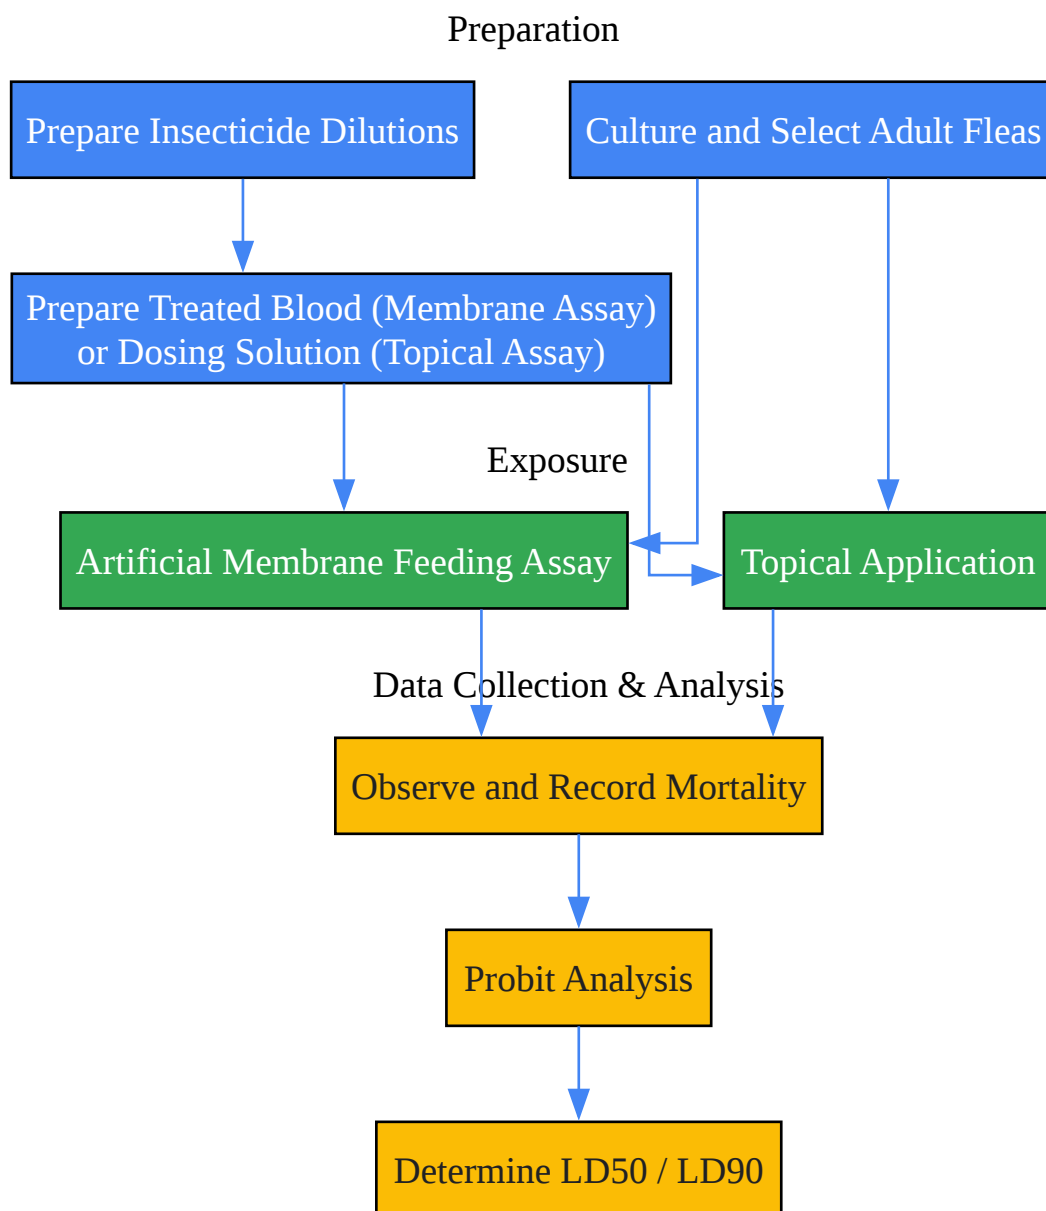 Preparation
Prepare Insecticide Dilutions
Culture and Select Adult Fleas
Prepare Treated Blood (Membrane Assay)
or Dosing Solution (Topical Assay)
Exposure
Artificial Membrane Feeding Assay
Topical Application
Data Collection & Analysis
Observe and Record Mortality
Probit Analysis
Determine LD50 / LD90